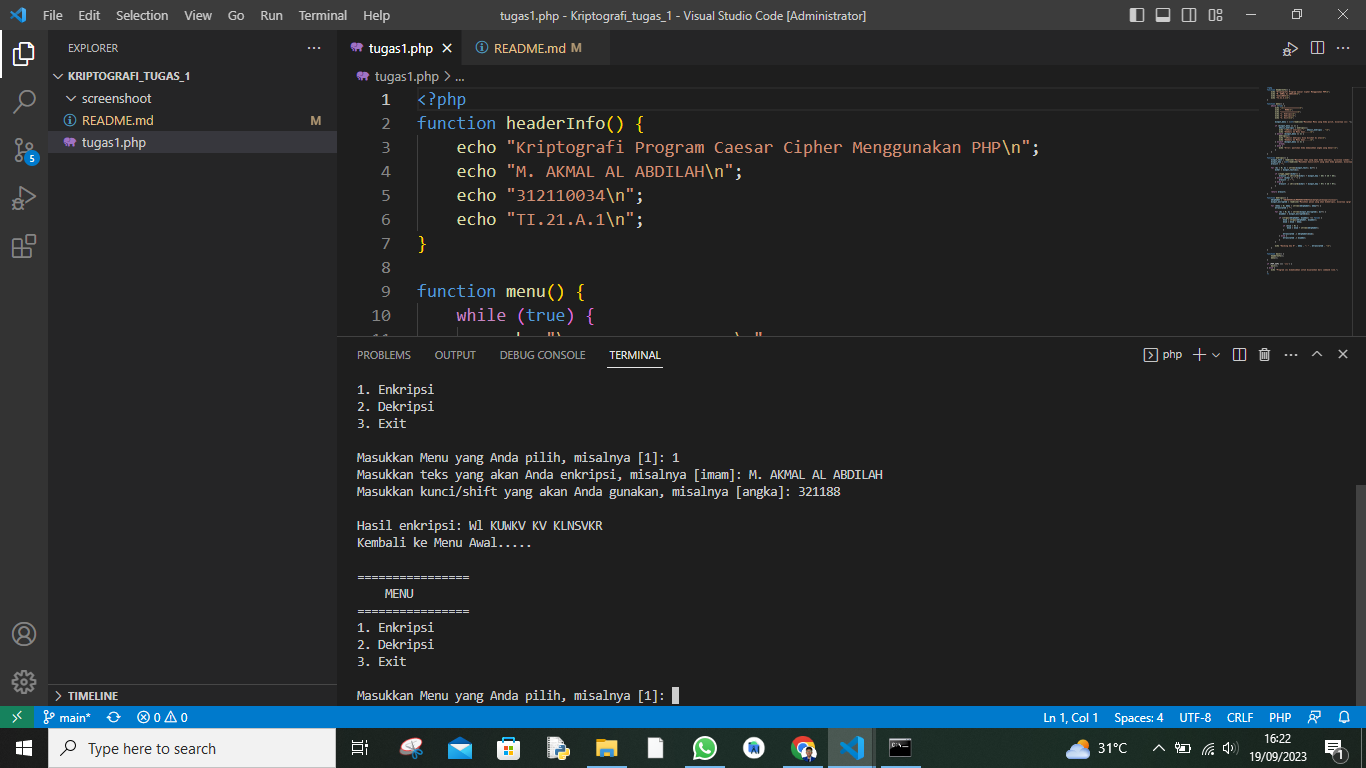 File Edit Selection View Go Run Terminal Help
tugas1.php - Kriptografi_tugas_1 - Visual Studio Code [Administrator]
EXPLORER
KRIPTOGRAFI_TUGAS_1
screenshoot
README.md M
tugas1.php
TIMELINE
5
tugas1.php
README.md M
tugas1.php > ...
1 <?php
2 function headerInfo() {
3 echo "Kriptografi Program Caesar Cipher Menggunakan PHP\n";
4 echo "M. AKMAL AL ABDILAH\n";
5 echo "312110034\n";
6 echo "TI.21.A.1\n";
7 }
8
9 function menu() {
10 while (true) {
PROBLEMS OUTPUT DEBUG CONSOLE TERMINAL
php
1. Enkripsi
2. Dekripsi
3. Exit
Masukkan Menu yang Anda pilih, misalnya [1]: 1
Masukkan teks yang akan Anda enkripsi, misalnya [imam]: M. AKMAL AL ABDILAH
Masukkan kunci/shift yang akan Anda gunakan, misalnya [angka]: 321188
Hasil enkripsi: Wl KUWKV KV KLNSVKR
Kembali ke Menu Awal.....
================
MENU
================
1. Enkripsi
2. Dekripsi
3. Exit
Masukkan Menu yang Anda pilih, misalnya [1]:
main* 0 0
Ln 1, Col 1 Spaces: 4 UTF-8 CRLF PHP
Type here to search
31°C
16:22
19/09/2023
1